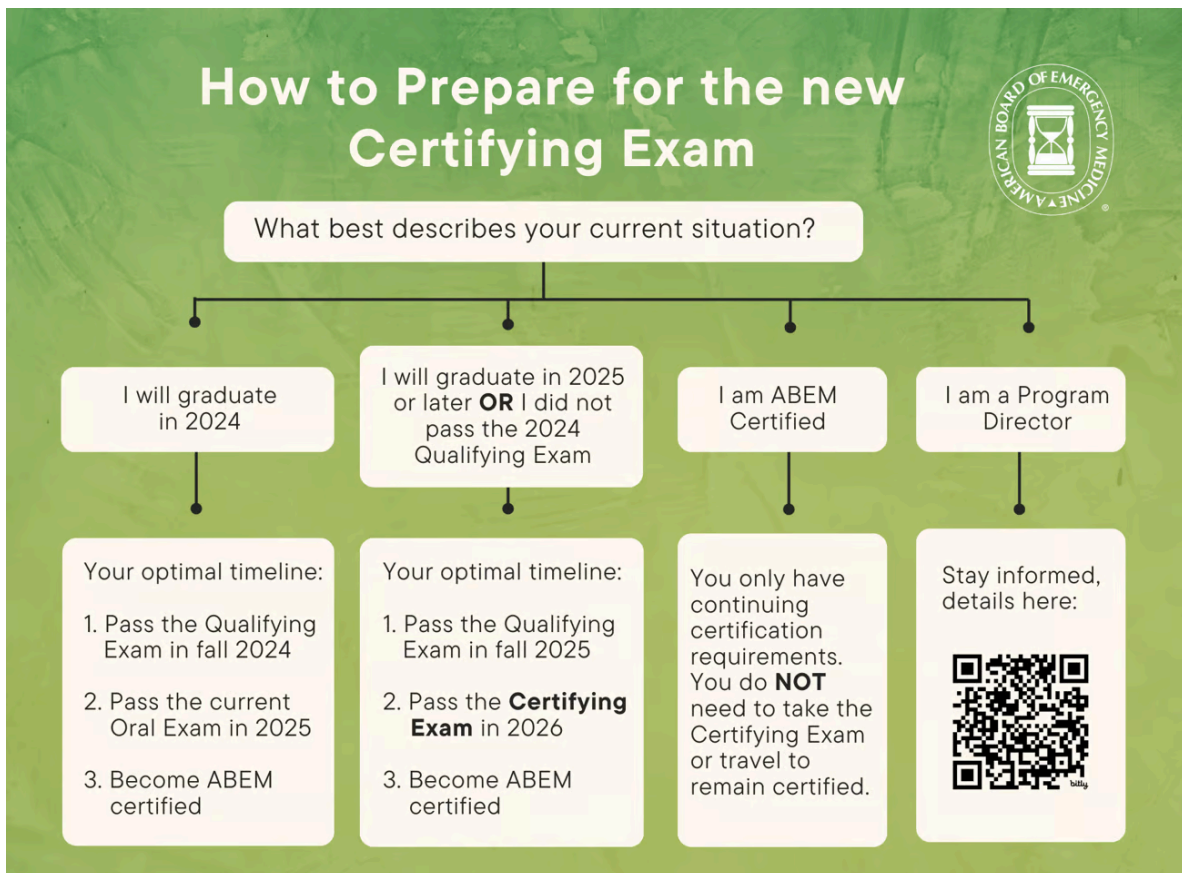 How to Prepare for the new
Certifying Exam
AMERICAN BOARD OF EMERGENCY MEDICINE
®
What best describes your current situation?
I will graduate
in 2024
I will graduate in 2025
or later OR I did not
pass the 2024
Qualifying Exam
I am ABEM
Certified
I am a Program
Director
Your optimal timeline:
1. Pass the Qualifying
Exam in fall 2024
2. Pass the current
Oral Exam in 2025
3. Become ABEM
certified
Your optimal timeline:
1. Pass the Qualifying
Exam in fall 2025
2. Pass the Certifying
Exam in 2026
3. Become ABEM
certified
You only have
continuing
certification
requirements.
You do NOT
need to take the
Certifying Exam
or travel to
remain certified.
Stay informed,
details here:
bitly